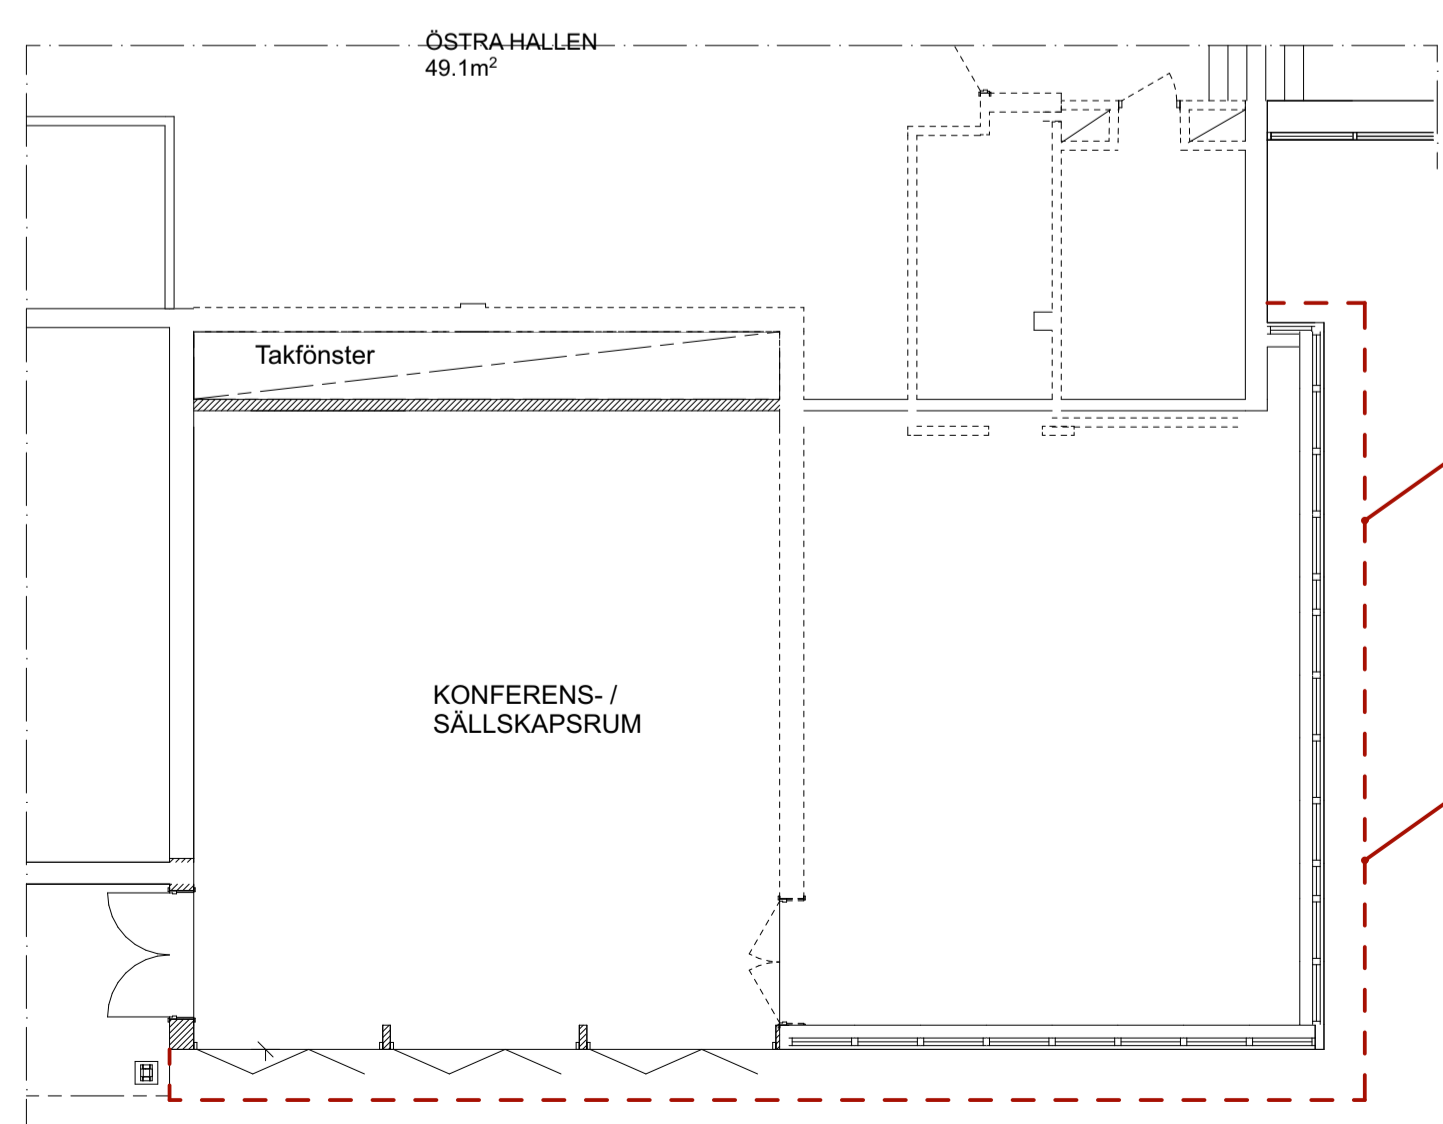 ÖSTRA HALLEN
49.1m²
Takfönster
KONFERENS- /
SÄLLSKAPSRUM